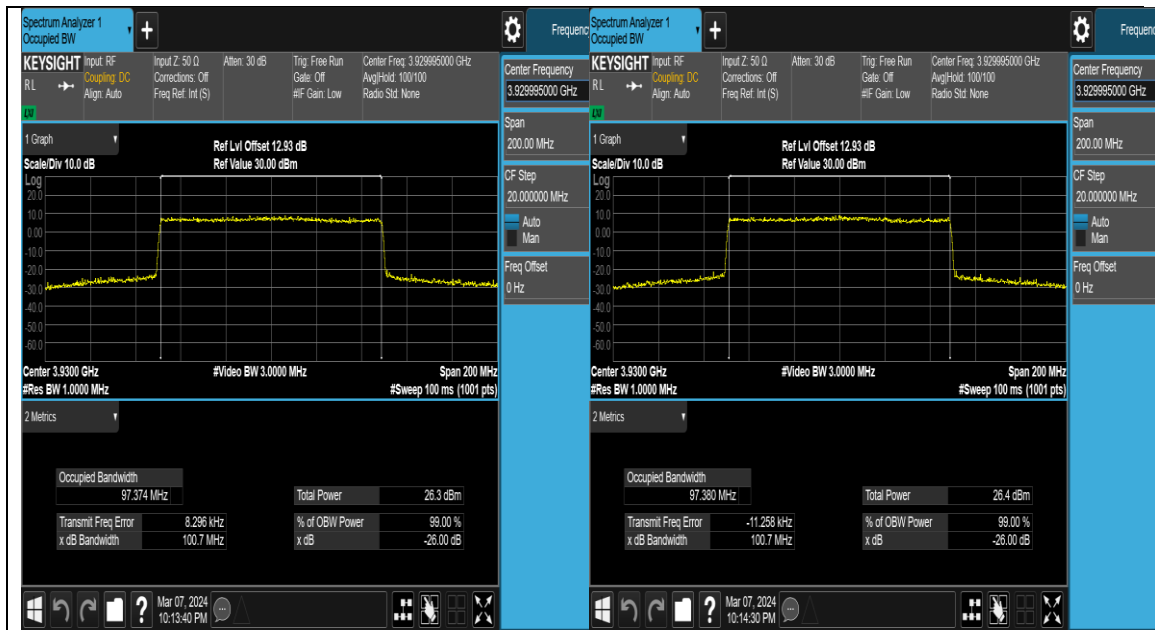 Spectrum Analyzer 1
Occupied BW
+
Frequenc
KEYSIGHT
R L
Input: RF
Coupling: DC
Align: Auto
Input Z: 50 Ω
Corrections: Off
Freq Ref: Int (S)
Atten: 30 dB
Trig: Free Run
Gate: Off
#IF Gain: Low
Center Freq: 3.929995000 GHz
Avg|Hold: 100/100
Radio Std: None
Center Frequency
3.929995000 GHz
Span
200.00 MHz
CF Step
20.000000 MHz
Auto
Man
Freq Offset
0 Hz
1 Graph
Scale/Div 10.0 dB
Ref Lvl Offset 12.93 dB
Ref Value 30.00 dBm
Log
20.0
10.0
0.00
-10.0
-20.0
-30.0
-40.0
-50.0
-60.0
Center 3.9300 GHz
#Video BW 3.0000 MHz
Span 200 MHz
#Res BW 1.0000 MHz
#Sweep 100 ms (1001 pts)
2 Metrics
Occupied Bandwidth
97.374 MHz
Total Power 26.3 dBm
Transmit Freq Error 8.296 kHz
% of OBW Power 99.00 %
x dB Bandwidth 100.7 MHz
x dB -26.00 dB
?
Mar 07, 2024
10:13:40 PM
Spectrum Analyzer 1
Occupied BW
+
Frequenc
KEYSIGHT
R L
Input: RF
Coupling: DC
Align: Auto
Input Z: 50 Ω
Corrections: Off
Freq Ref: Int (S)
Atten: 30 dB
Trig: Free Run
Gate: Off
#IF Gain: Low
Center Freq: 3.929995000 GHz
Avg|Hold: 100/100
Radio Std: None
Center Frequency
3.929995000 GHz
Span
200.00 MHz
CF Step
20.000000 MHz
Auto
Man
Freq Offset
0 Hz
1 Graph
Scale/Div 10.0 dB
Ref Lvl Offset 12.93 dB
Ref Value 30.00 dBm
Log
20.0
10.0
0.00
-10.0
-20.0
-30.0
-40.0
-50.0
-60.0
Center 3.9300 GHz
#Video BW 3.0000 MHz
Span 200 MHz
#Res BW 1.0000 MHz
#Sweep 100 ms (1001 pts)
2 Metrics
Occupied Bandwidth
97.380 MHz
Total Power 26.4 dBm
Transmit Freq Error -11.258 kHz
% of OBW Power 99.00 %
x dB Bandwidth 100.7 MHz
x dB -26.00 dB
?
Mar 07, 2024
10:14:30 PM